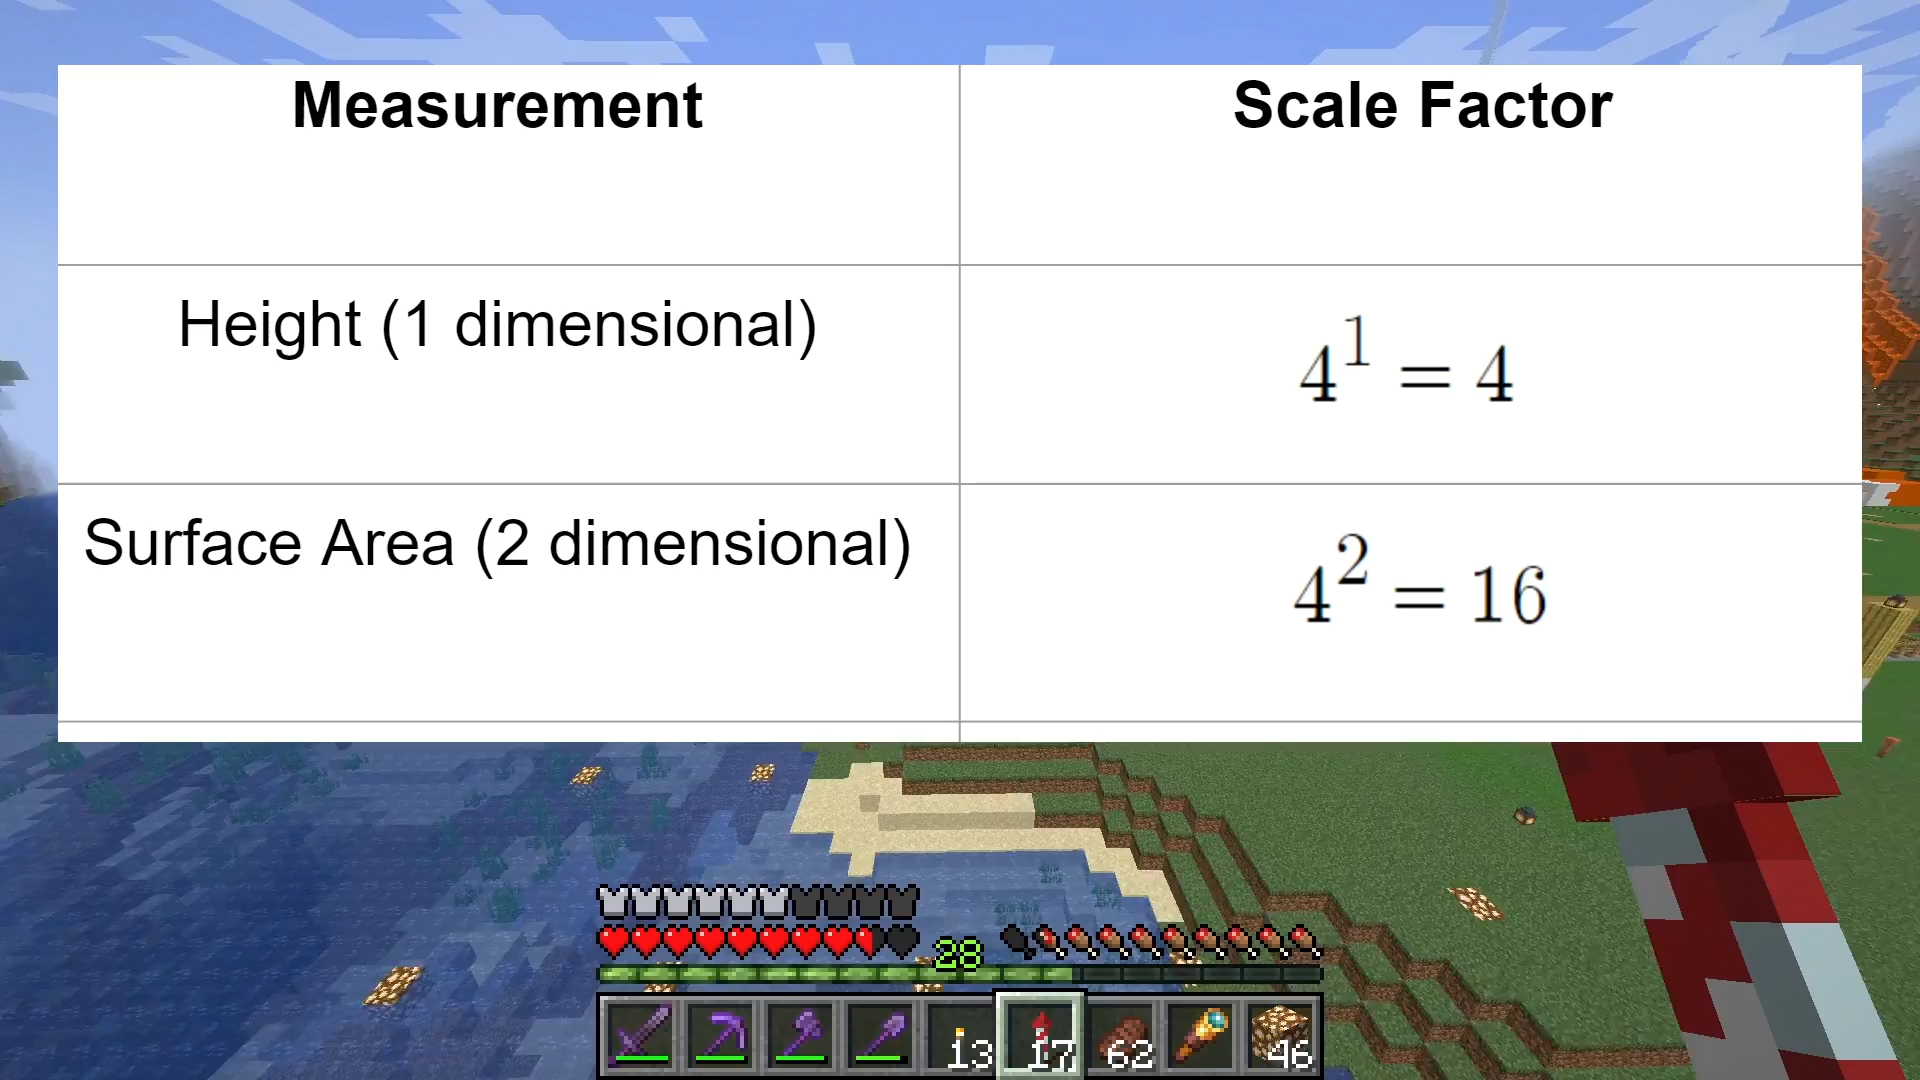 Measurement
Scale Factor
Height (1 dimensional)
4¹ = 4
Surface Area (2 dimensional)
4² = 16
28
13
17
62
46